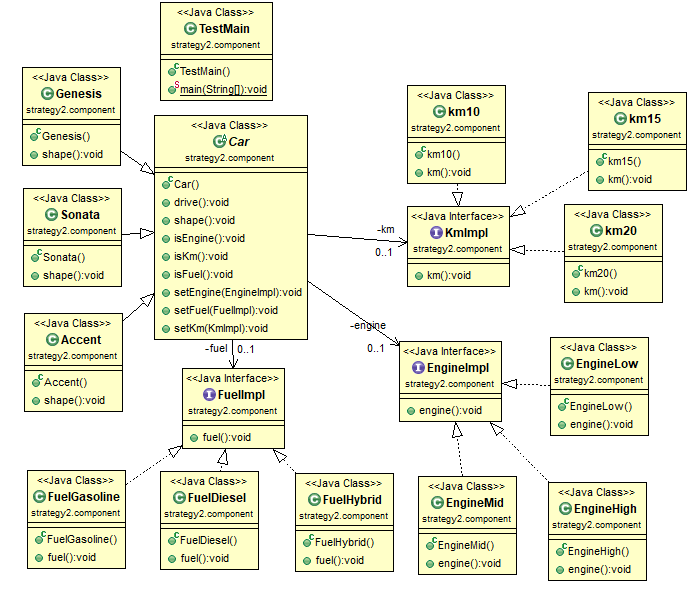 <<Java Class>>
TestMain
strategy2.component
TestMain()
main(String[]):void
<<Java Class>>
Genesis
strategy2.component
Genesis()
shape():void
<<Java Class>>
Car
strategy2.component
Car()
drive():void
shape():void
isEngine():void
isKm():void
isFuel():void
setEngine(EngineImpl):void
setFuel(FuelImpl):void
setKm(KmImpl):void
<<Java Class>>
km10
strategy2.component
km10()
km():void
<<Java Class>>
km15
strategy2.component
km15()
km():void
<<Java Class>>
Sonata
strategy2.component
Sonata()
shape():void
-km
0..1
<<Java Interface>>
KmImpl
strategy2.component
km():void
<<Java Class>>
km20
strategy2.component
km20()
km():void
<<Java Class>>
Accent
strategy2.component
Accent()
shape():void
-fuel
0..1
-engine
0..1
<<Java Interface>>
EngineImpl
strategy2.component
engine():void
<<Java Class>>
EngineLow
strategy2.component
EngineLow()
engine():void
<<Java Interface>>
FuelImpl
strategy2.component
fuel():void
<<Java Class>>
FuelGasoline
strategy2.component
FuelGasoline()
fuel():void
<<Java Class>>
FuelDiesel
strategy2.component
FuelDiesel()
fuel():void
<<Java Class>>
FuelHybrid
strategy2.component
FuelHybrid()
fuel():void
<<Java Class>>
EngineMid
strategy2.component
EngineMid()
engine():void
<<Java Class>>
EngineHigh
strategy2.component
EngineHigh()
engine():void